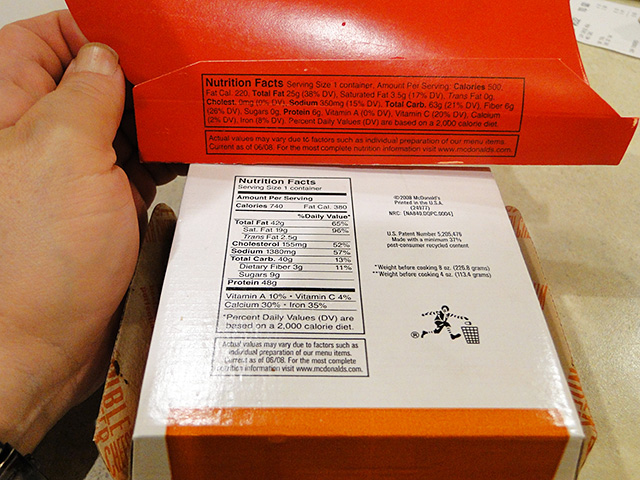 Nutrition Facts Serving Size 1 container, Amount Per Serving: Calories 500,
Fat Cal. 220, Total Fat 25g (38% DV), Saturated Fat 3.5g (17% DV), Trans Fat 0g,
Cholest. 0mg (0% DV), Sodium 350mg (15% DV), Total Carb. 63g (21% DV), Fiber 6g
(26% DV), Sugars 0g, Protein 6g, Vitamin A (0% DV), Vitamin C (20% DV), Calcium
(2% DV), Iron (8% DV). Percent Daily Values (DV) are based on a 2,000 calorie diet.
Actual values may vary due to factors such as individual preparation of our menu items.
Current as of 06/08. For the most complete nutrition information visit www.mcdonalds.com.
Nutrition Facts
Serving Size 1 container
Amount Per Serving
Calories 740 Fat Cal. 380
%Daily Value*
Total Fat 42g 65%
Sat. Fat 19g 96%
Trans Fat 2.5g
Cholesterol 155mg 52%
Sodium 1380mg 57%
Total Carb. 40g 13%
Dietary Fiber 3g 11%
Sugars 9g
Protein 48g
Vitamin A 10% • Vitamin C 4%
Calcium 30% • Iron 35%
*Percent Daily Values (DV) are
based on a 2,000 calorie diet.
Actual values may vary due to factors such as
individual preparation of our menu items.
Current as of 06/08. For the most complete
nutrition information visit www.mcdonalds.com.
©2008 McDonald's
Printed in the U.S.A.
(24977)
U.S. Patent Number 5,205,476
Made with a minimum 37%
post-consumer recycled content
*Weight before cooking 8 oz. (226.8 grams)
**Weight before cooking 4 oz. (113.4 grams)
®